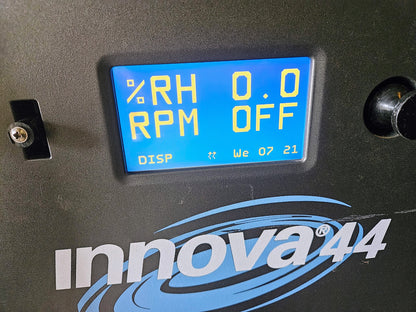 %RH 0.0
RPM OFF
DISP ⇈ We 07 21
innova® 44